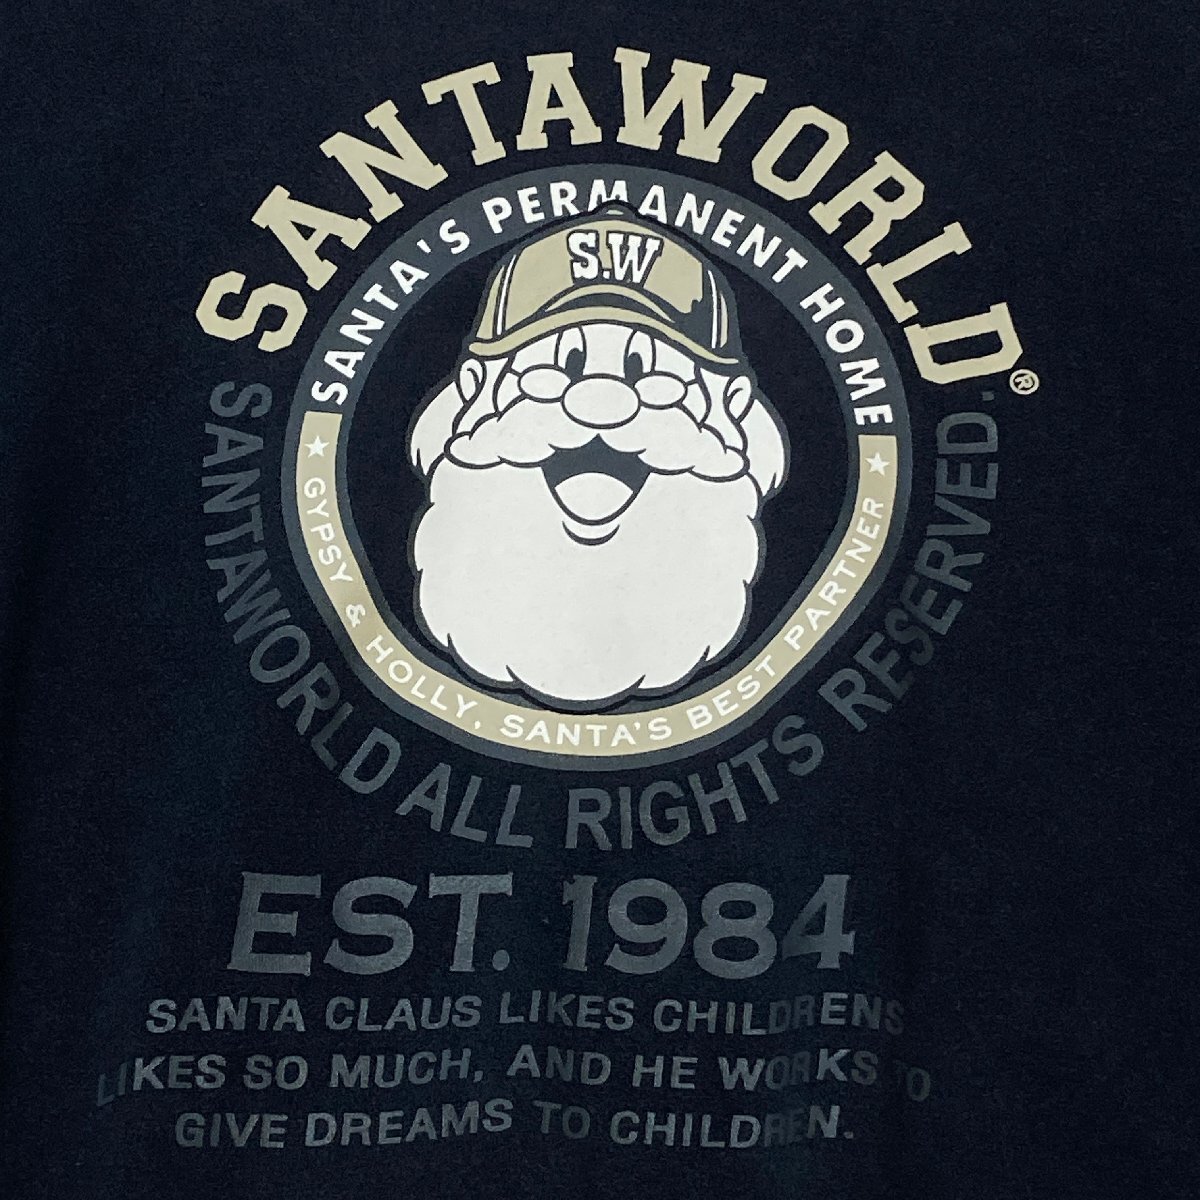 SANTAWORLD®
SANTA'S PERMANENT HOME
S.W
★ GYPSY & HOLLY, SANTA'S BEST PARTNER ★
SANTAWORLD ALL RIGHTS RESERVED.
EST. 1984
SANTA CLAUS LIKES CHILDRENS
LIKES SO MUCH, AND HE WORKS TO
GIVE DREAMS TO CHILDREN.